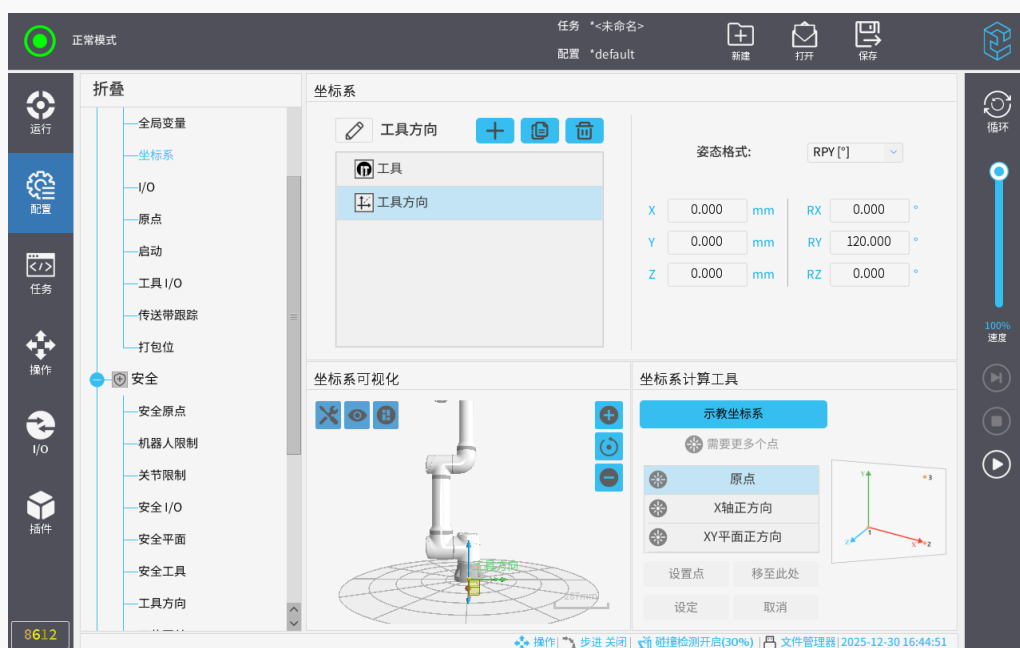 正常模式
任务 *<未命名>
配置 *default
新建
打开
保存
运行
配置
任务
操作
I/O
插件
8612
折叠
全局变量
坐标系
I/O
原点
启动
工具 I/O
传送带跟踪
打包位
安全
安全原点
机器人限制
关节限制
安全 I/O
安全平面
安全工具
工具方向
坐标系
工具方向
工具
工具方向
姿态格式: RPY [°]
X 0.000 mm RX 0.000 °
Y 0.000 mm RY 120.000 °
Z 0.000 mm RZ 0.000 °
坐标系可视化
具方向
287mm
坐标系计算工具
示教坐标系
需要更多个点
原点
X轴正方向
XY平面正方向
Y
3
1
Z
X
2
设置点 移至此处
设定 取消
循环
100%
速度
操作| 步进 关闭| 碰撞检测开启(30%) | 文件管理器| 2025-12-30 16:44:51